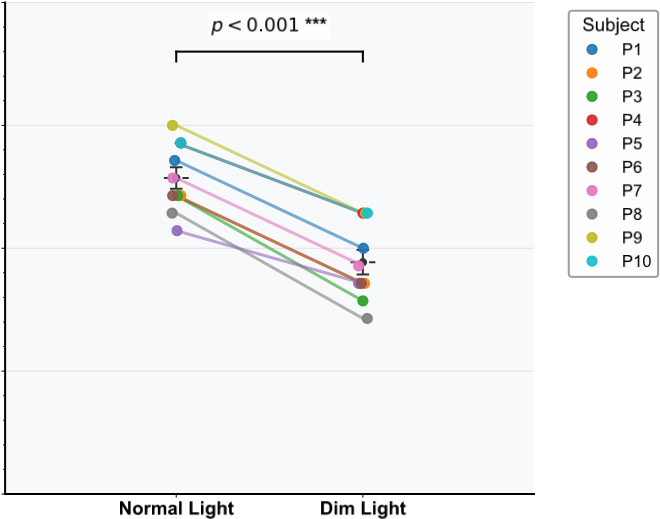 p < 0.001 ***
Subject
P1
P2
P3
P4
P5
P6
P7
P8
P9
P10
Normal Light
Dim Light